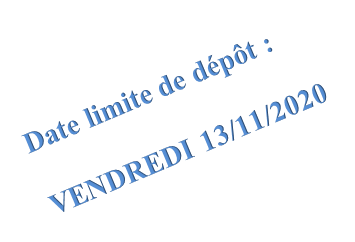 Date limite de dépôt :
VENDREDI 13/11/2020